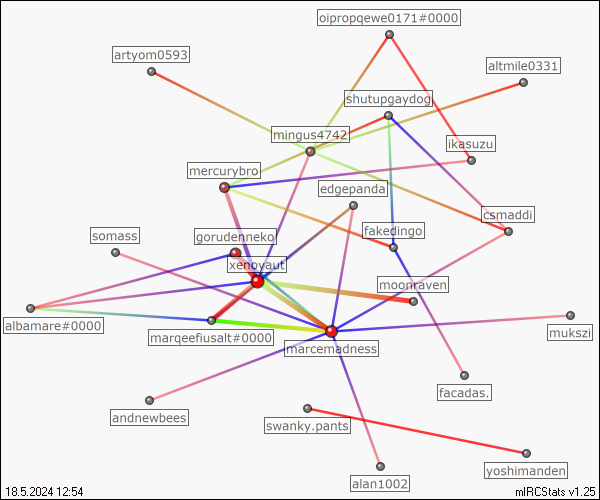 oipropqewe0171#0000
artyom0593
altmile0331
shutupgaydog
mingus4742
ikasuzu
mercurybro
edgepanda
csmaddi
somass
gorudenneko
fakedingo
xenoyaut
moonraven
albamare#0000
marqeefiusalt#0000
mukszi
marcemadness
facadas.
andnewbees
swanky.pants
yoshimanden
alan1002
18.5.2024 12:54
mIRCStats v1.25